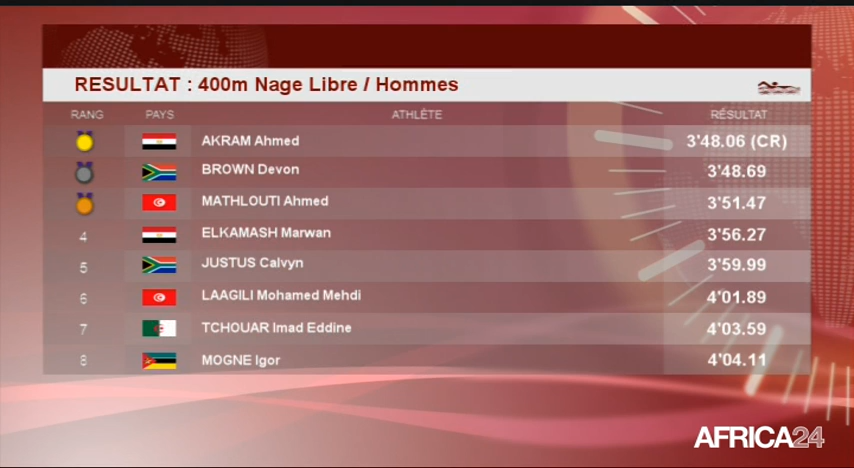 RESULTAT : 400m Nage Libre / Hommes
RANG PAYS ATHLÉTE RÉSULTAT
AKRAM Ahmed 3'48.06 (CR)
BROWN Devon 3'48.69
MATHLOUTI Ahmed 3'51.47
4 ELKAMASH Marwan 3'56.27
5 JUSTUS Calvyn 3'59.99
6 LAAGILI Mohamed Mehdi 4'01.89
7 TCHOUAR Imad Eddine 4'03.59
8 MOGNE Igor 4'04.11
AFRICA24